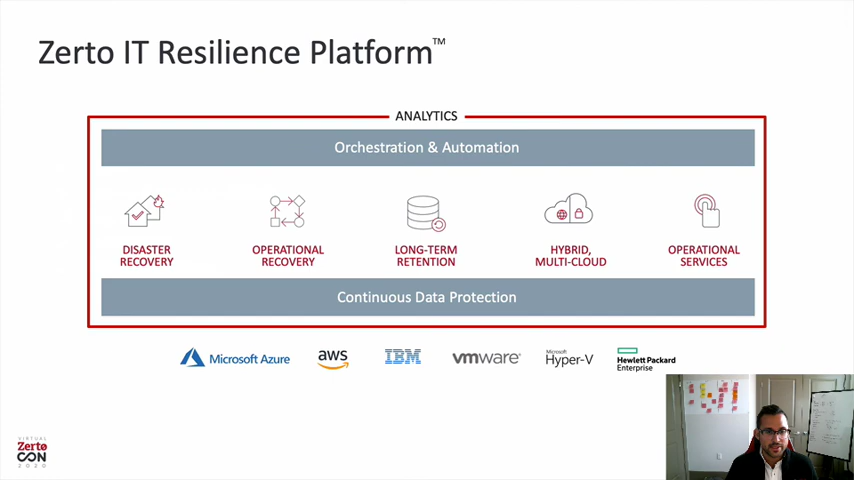 Zerto IT Resilience Platform™
ANALYTICS
Orchestration & Automation
DISASTER
RECOVERY
OPERATIONAL
RECOVERY
LONG-TERM
RETENTION
HYBRID,
MULTI-CLOUD
OPERATIONAL
SERVICES
Continuous Data Protection
Microsoft Azure
aws
IBM
vmware
Microsoft
Hyper-V
Hewlett Packard
Enterprise
VIRTUAL
Zerto
CON
2020